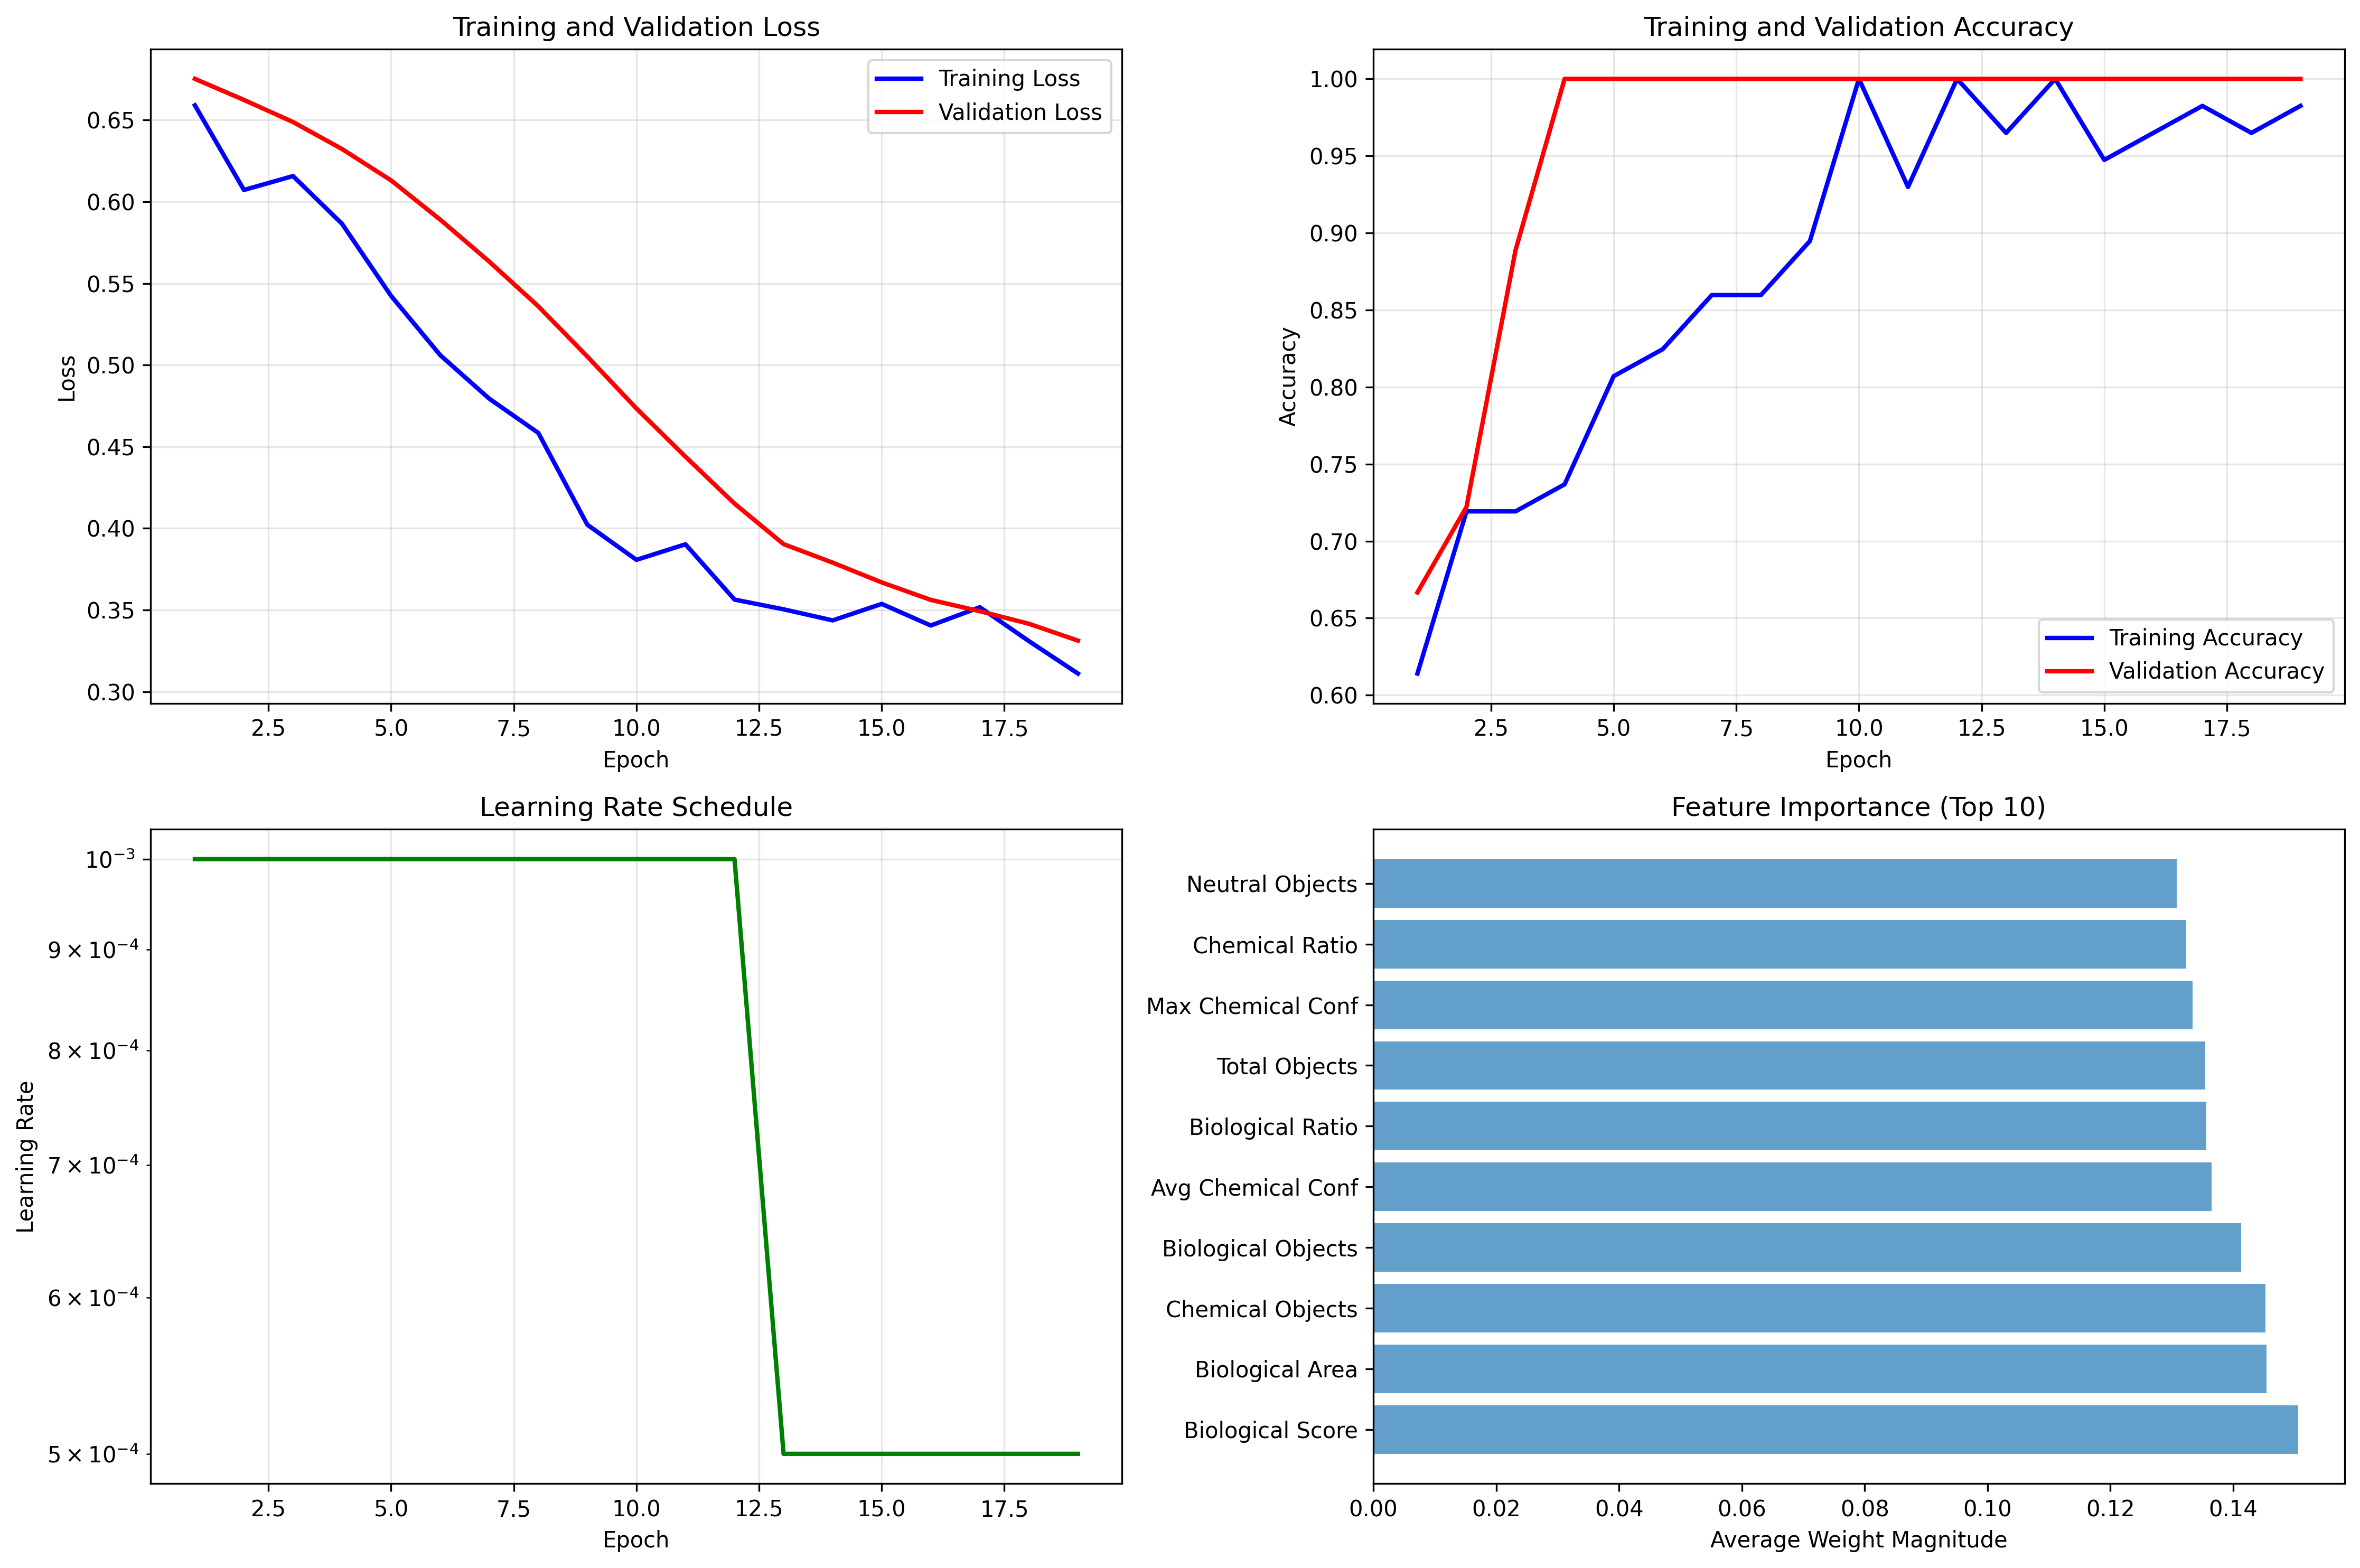 Training and Validation Loss
Training Loss
Validation Loss
0.65
0.60
0.55
0.50
0.45
0.40
0.35
0.30
Loss
2.5 5.0 7.5 10.0 12.5 15.0 17.5
Epoch
Training and Validation Accuracy
1.00
0.95
0.90
0.85
0.80
0.75
0.70
0.65
0.60
Accuracy
Training Accuracy
Validation Accuracy
2.5 5.0 7.5 10.0 12.5 15.0 17.5
Epoch
Learning Rate Schedule
10⁻³
9 × 10⁻⁴
8 × 10⁻⁴
7 × 10⁻⁴
6 × 10⁻⁴
5 × 10⁻⁴
Learning Rate
2.5 5.0 7.5 10.0 12.5 15.0 17.5
Epoch
Feature Importance (Top 10)
Neutral Objects
Chemical Ratio
Max Chemical Conf
Total Objects
Biological Ratio
Avg Chemical Conf
Biological Objects
Chemical Objects
Biological Area
Biological Score
0.00 0.02 0.04 0.06 0.08 0.10 0.12 0.14
Average Weight Magnitude